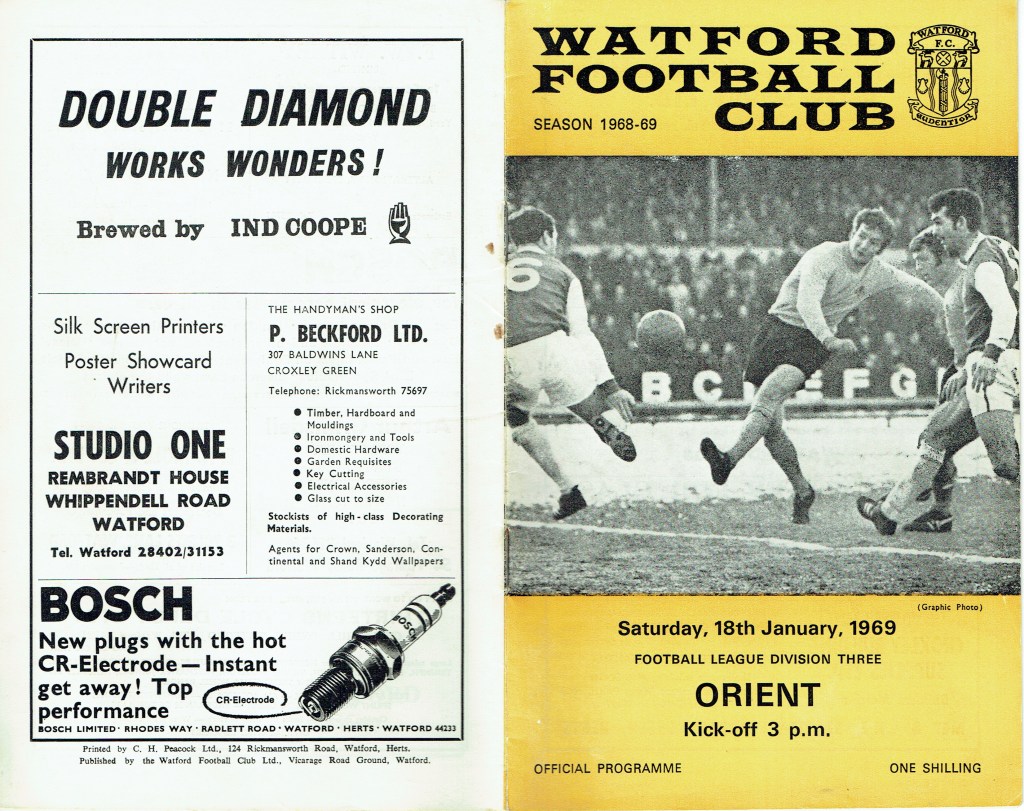 DOUBLE DIAMOND
WORKS WONDERS!
Brewed by IND COOPE
Silk Screen Printers
Poster Showcard
Writers
STUDIO ONE
REMBRANDT HOUSE
WHIPPENDELL ROAD
WATFORD
Tel. Watford 28402/31153
THE HANDYMAN'S SHOP
P. BECKFORD LTD.
307 BALDWINS LANE
CROXLEY GREEN
Telephone: Rickmansworth 75697
● Timber, Hardboard and
Mouldings
● Ironmongery and Tools
● Domestic Hardware
● Garden Requisites
● Key Cutting
● Electrical Accessories
● Glass cut to size
Stockists of high-class Decorating
Materials.
Agents for Crown, Sanderson, Con-
tinental and Shand Kydd Wallpapers
BOSCH
New plugs with the hot
CR-Electrode—Instant
get away! Top
performance
CR-Electrode
BOSCH
BOSCH LIMITED · RHODES WAY · RADLETT ROAD · WATFORD · HERTS · WATFORD 44233
Printed by C. H. Peacock Ltd., 124 Rickmansworth Road, Watford, Herts.
Published by the Watford Football Club Ltd., Vicarage Road Ground, Watford.
WATFORD
FOOTBALL
CLUB
SEASON 1968-69
WATFORD
F.C.
AUDENTIOR
6
B C E F G
(Graphic Photo)
Saturday, 18th January, 1969
FOOTBALL LEAGUE DIVISION THREE
ORIENT
Kick-off 3 p.m.
OFFICIAL PROGRAMME
ONE SHILLING